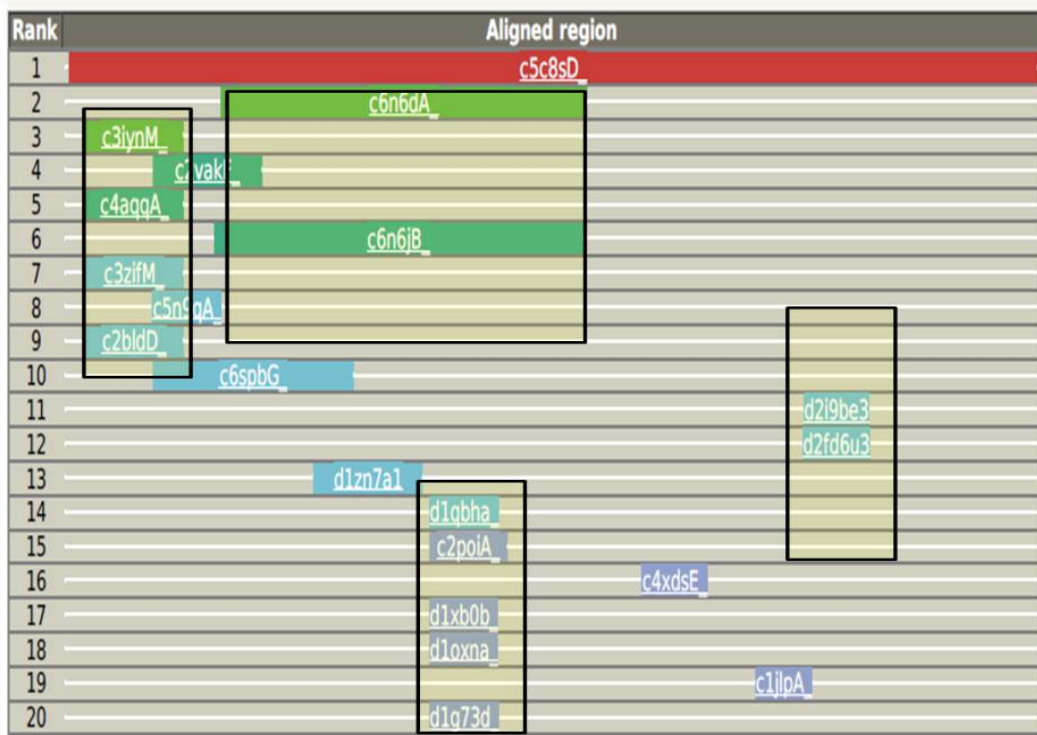 Rank Aligned region
1 c5c8sD_
2 c6n6dA_
3 c3iynM_
4 c2vakF_
5 c4aqqA_
6 c6n6jB_
7 c3zifM_
8 c5n9qA_
9 c2bldD_
10 c6spbG_
11 d2i9be3
12 d2fd6u3
13 d1zn7a1
14 d1qbha_
15 c2poiA_
16 c4xdsE_
17 d1xb0b_
18 d1oxna_
19 c1jlpA_
20 d1g73d_